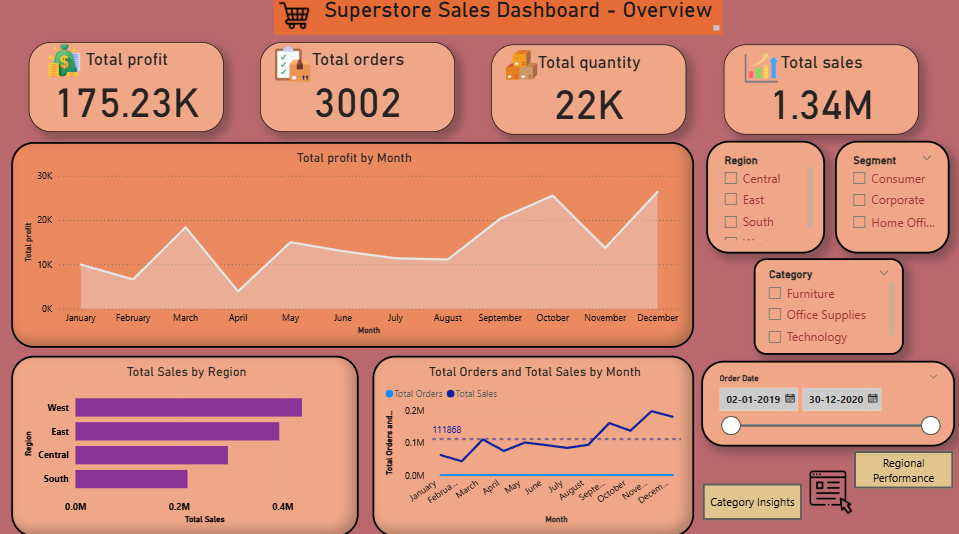 Superstore Sales Dashboard - Overview
Total profit
175.23K
Total orders
3002
Total quantity
22K
Total sales
1.34M
Total profit by Month
Total profit
30K
20K
10K
0K
January February March April May June July August September October November December
Month
Region
Central
East
South
Segment
Consumer
Corporate
Home Offi...
Category
Furniture
Office Supplies
Technology
Total Sales by Region
Region
West
East
Central
South
0.0M 0.2M 0.4M
Total Sales
Total Orders and Total Sales by Month
Total Orders Total Sales
Total Orders and...
0.2M
0.1M
0.0M
111868
January Februa... March April May June July August Septe... October Nove... Decem...
Month
Order Date
02-01-2019 30-12-2020
Regional
Performance
Category Insights